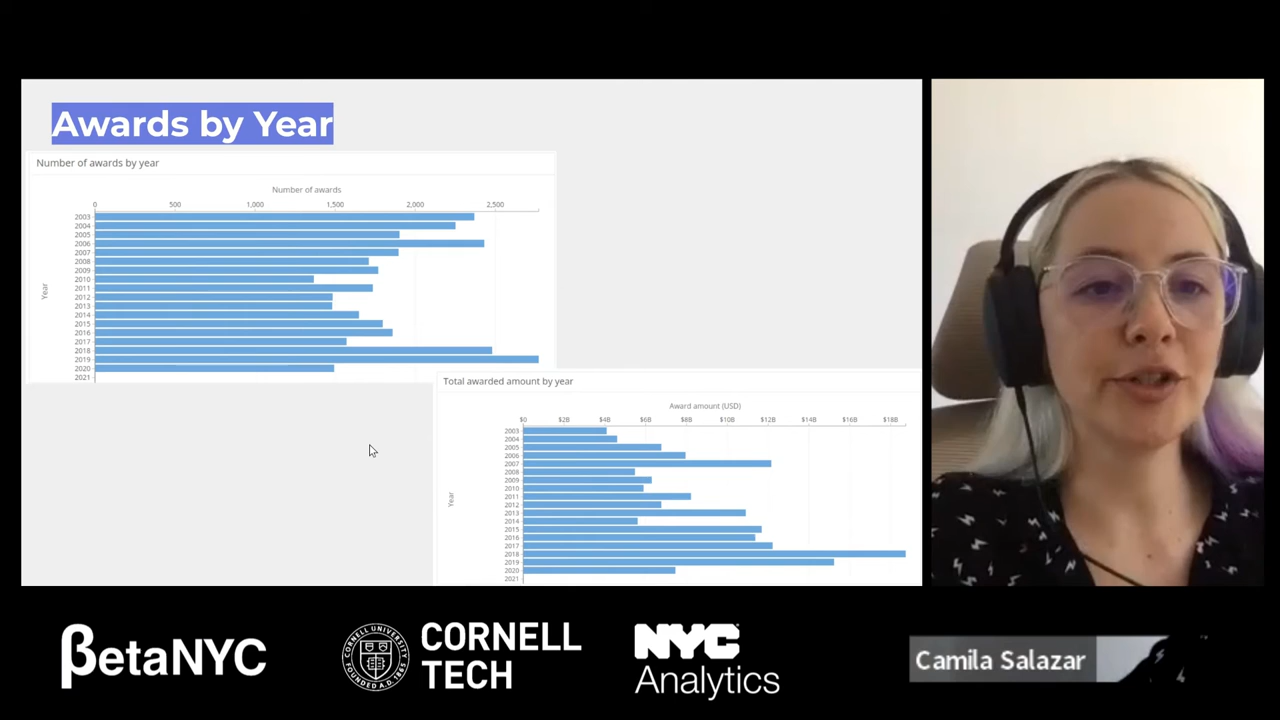 Awards by Year
Number of awards by year
Number of awards
0 500 1,000 1,500 2,000 2,500
Year
2003
2004
2005
2006
2007
2008
2009
2010
2011
2012
2013
2014
2015
2016
2017
2018
2019
2020
2021
Total awarded amount by year
Award amount (USD)
$0 $2B $4B $6B $8B $10B $12B $14B $16B $18B
Year
2003
2004
2005
2006
2007
2008
2009
2010
2011
2012
2013
2014
2015
2016
2017
2018
2019
2020
2021
βetaNYC
CORNELL UNIVERSITY
FOUNDED A.D. 1865
CORNELL
TECH
NYC
Analytics
Camila Salazar